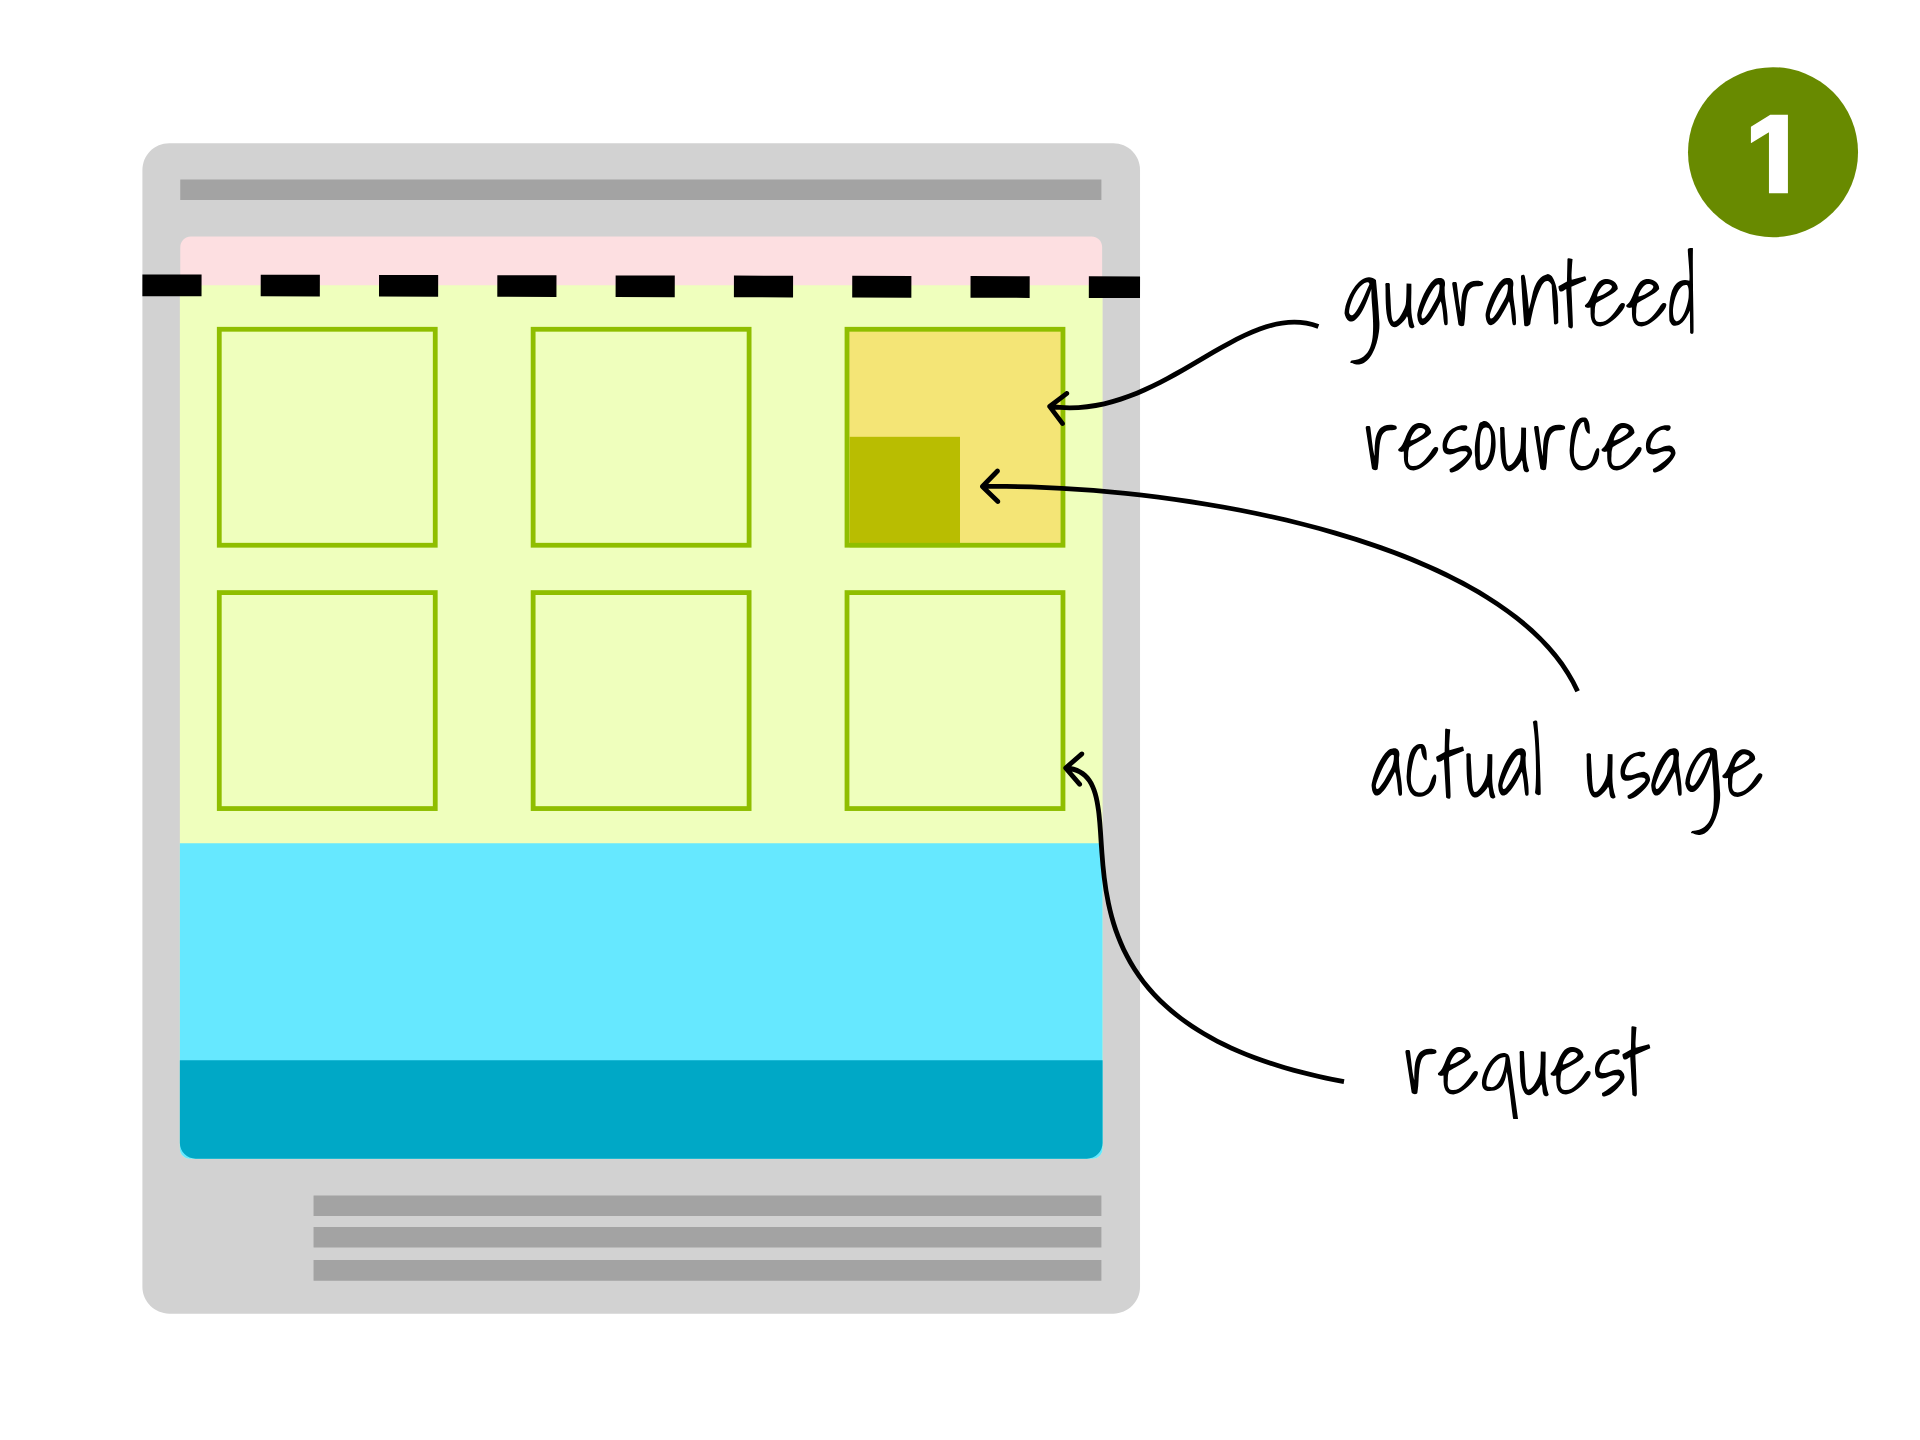 1
guaranteed
resources
actual usage
request